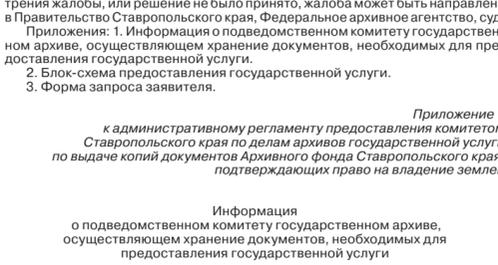 трения жалобы, или решение не было принято, жалоба может быть направлен
в Правительство Ставропольского края, Федеральное архивное агентство, суд
Приложения: 1. Информация о подведомственном комитету государствен
ном архиве, осуществляющем хранение документов, необходимых для пре
доставления государственной услуги.
2. Блок-схема предоставления государственной услуги.
3. Форма запроса заявителя.
Приложение
к административному регламенту предоставления комитетом
Ставропольского края по делам архивов государственной услуги
по выдаче копий документов Архивного фонда Ставропольского края
подтверждающих право на владение землей
Информация
о подведомственном комитету государственном архиве,
осуществляющем хранение документов, необходимых для
предоставления государственной услуги